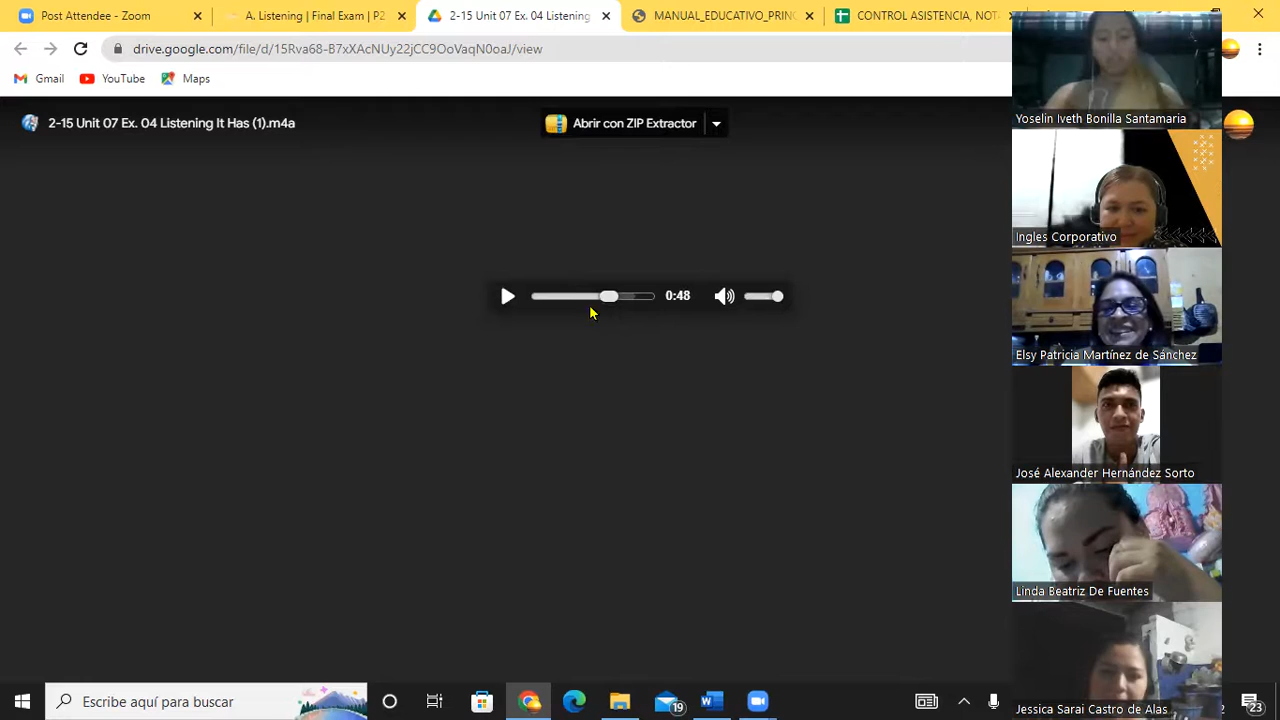 Post Attendee - Zoom
A. Listening | Final Exam |
2-15 Unit 07 Ex. 04 Listening
MANUAL_EDUCATIVO_PRINC
CONTROL ASISTENCIA, NOTA
drive.google.com/file/d/15Rva68-B7xXAcNUy22jCC9OoVaqN0oaJ/view
Gmail
YouTube
Maps
2-15 Unit 07 Ex. 04 Listening It Has (1).m4a
Abrir con ZIP Extractor
Yoselin Iveth Bonilla Santamaria
Ingles Corporativo
0:48
Elsy Patricia Martínez de Sánchez
José Alexander Hernández Sorto
Linda Beatriz De Fuentes
Jessica Sarai Castro de Alas
Escribe aquí para buscar
19
23